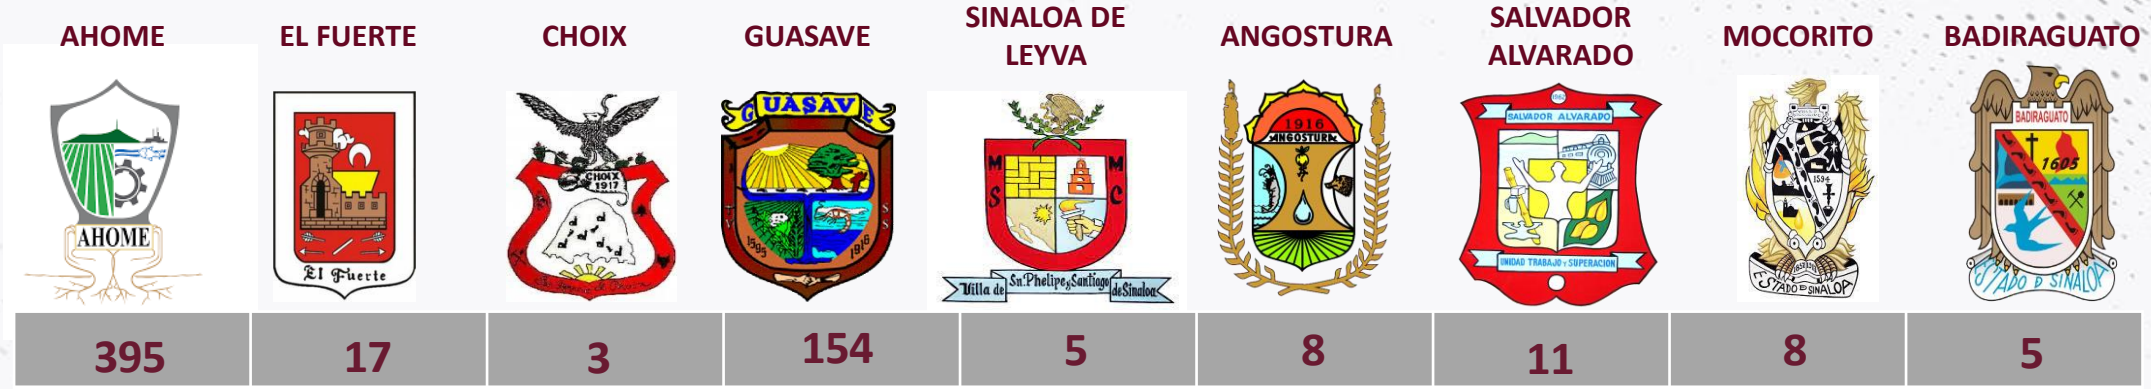 AHOME
EL FUERTE
CHOIX
GUASAVE
SINALOA DE
LEYVA
ANGOSTURA
SALVADOR
ALVARADO
MOCORITO
BADIRAGUATO
AHOME
El Fuerte
CHOIX
1917
GUASAVE
1595
1916
M M
S C
Villa de Sn. Phelipe y Santiago de Sinaloa
1916
ANGOSTURA
1962
SALVADOR ALVARADO
UNIDAD TRABAJO Y SUPERACION
1594
ESTADO D SINALOA
BADIRAGUATO
1605
ESTADO D SINALOA
395
17
3
154
5
8
11
8
5